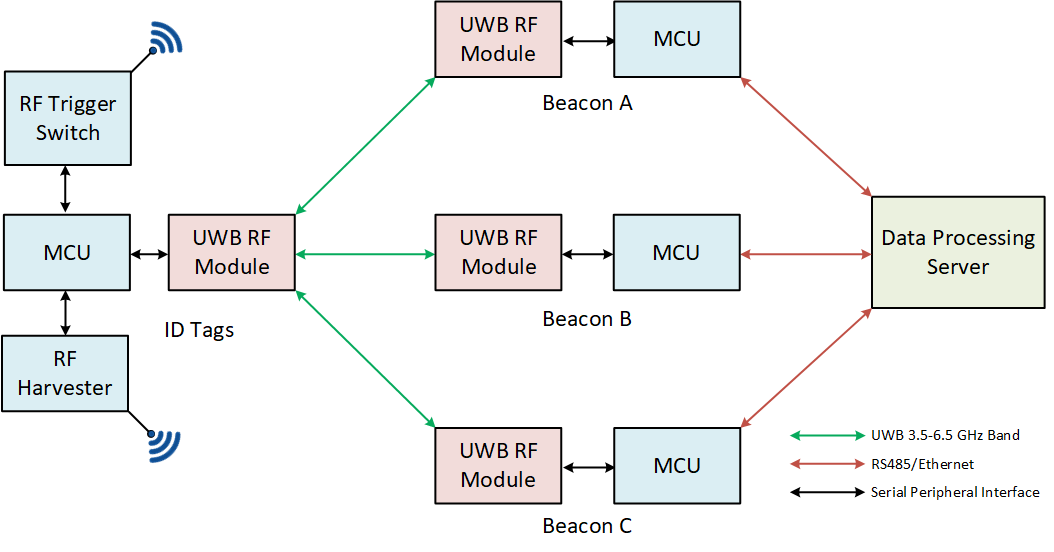 UWB RF
Module
MCU
Beacon A
RF Trigger
Switch
MCU
UWB RF
Module
ID Tags
RF
Harvester
UWB RF
Module
MCU
Beacon B
Data Processing
Server
UWB RF
Module
MCU
Beacon C
UWB 3.5-6.5 GHz Band
RS485/Ethernet
Serial Peripheral Interface